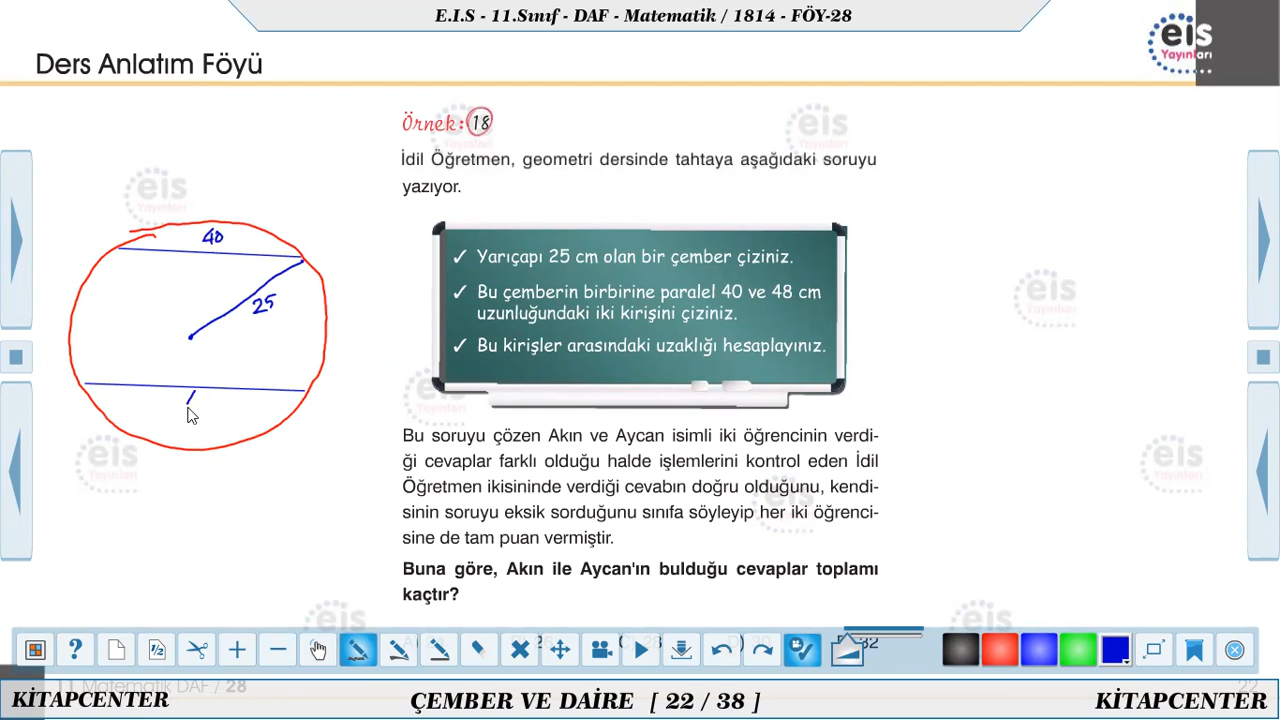 E.I.S - 11.Sınıf - DAF - Matematik / 1814 - FÖY-28
eis
Yayınları
Ders Anlatım Föyü
Örnek: 18
İdil Öğretmen, geometri dersinde tahtaya aşağıdaki soruyu
yazıyor.
✓ Yarıçapı 25 cm olan bir çember çiziniz.
✓ Bu çemberin birbirine paralel 40 ve 48 cm
uzunluğundaki iki kirişini çiziniz.
✓ Bu kirişler arasındaki uzaklığı hesaplayınız.
40
25
Bu soruyu çözen Akın ve Aycan isimli iki öğrencinin verdi-
ği cevaplar farklı olduğu halde işlemlerini kontrol eden İdil
Öğretmen ikisininde verdiği cevabın doğru olduğunu, kendi-
sinin soruyu eksik sorduğunu sınıfa söyleyip her iki öğrenci-
sine de tam puan vermiştir.
Buna göre, Akın ile Aycan'ın bulduğu cevaplar toplamı
kaçtır?
11 Matematik DAF / 28
22
KİTAPCENTER
ÇEMBER VE DAİRE [ 22 / 38 ]
KİTAPCENTER